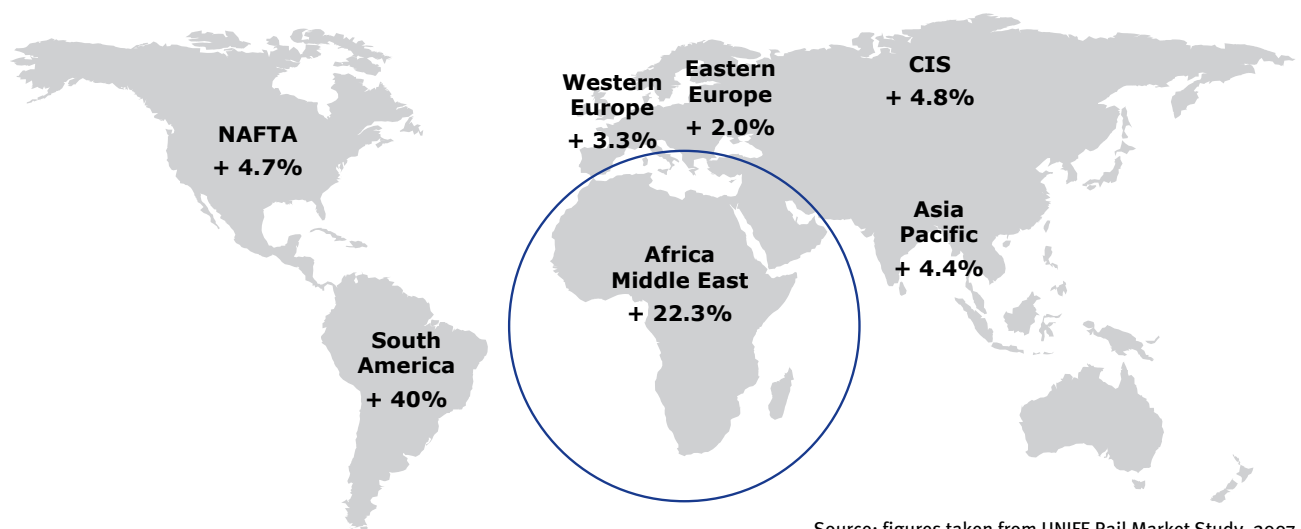 NAFTA
+ 4.7%
Western
Europe
+ 3.3%
Eastern
Europe
+ 2.0%
CIS
+ 4.8%
Asia
Pacific
+ 4.4%
Africa
Middle East
+ 22.3%
South
America
+ 40%
Source: figures taken from UNIFE Rail Market Study, 2007